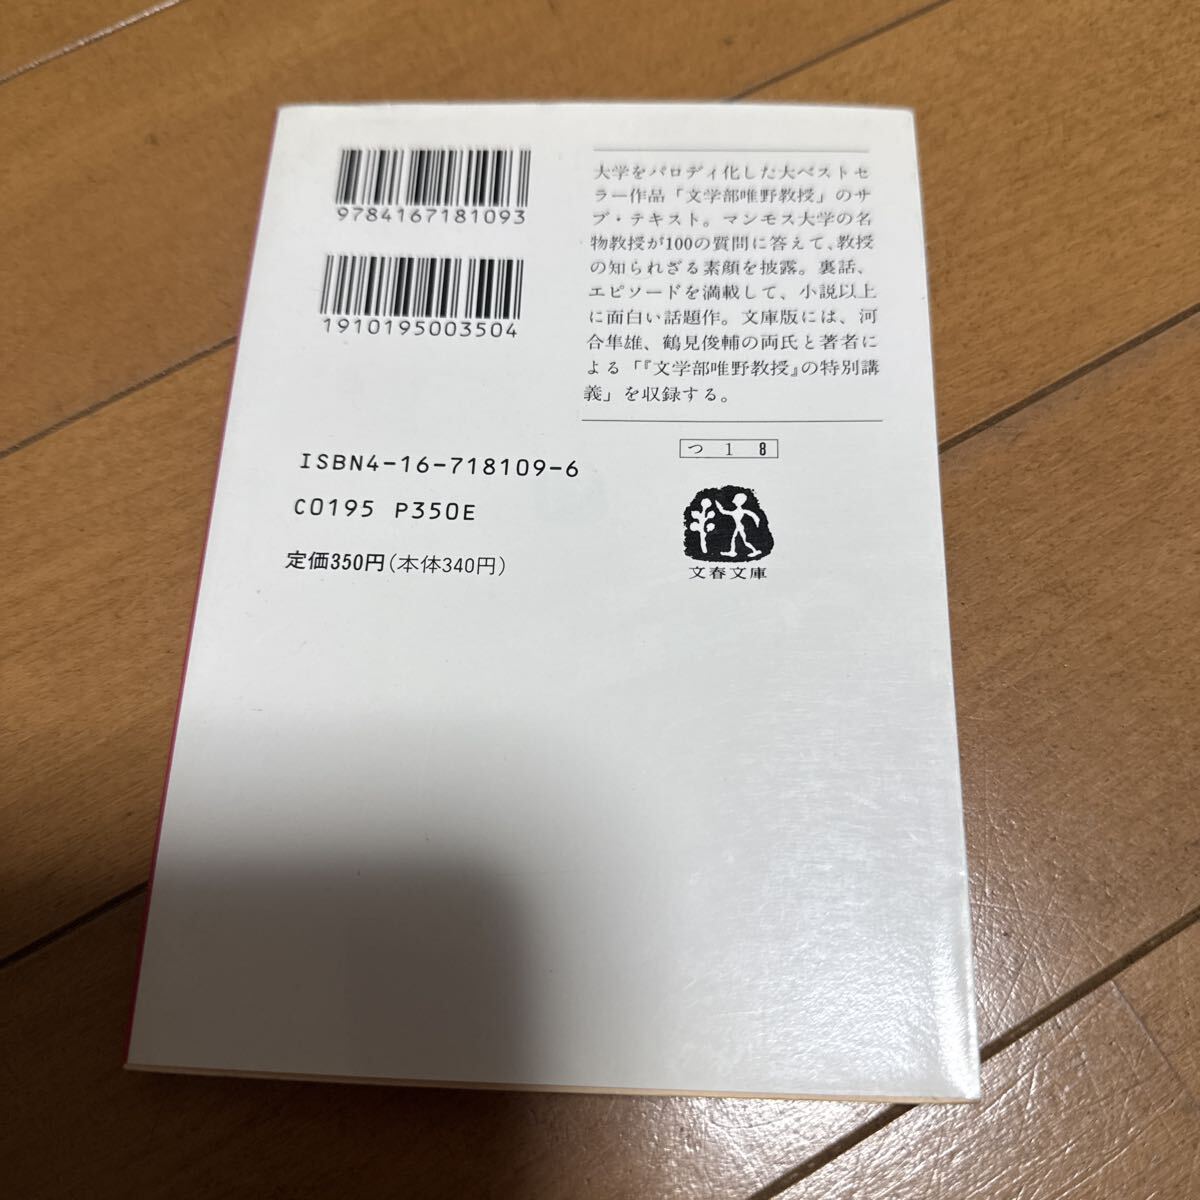 9784167181093
1910195003504
ISBN4-16-718109-6
C0195 P350E
定価350円(本体340円)
大学をパロディ化した大ベストセ
ラー作品「文学部唯野教授」のサ
ブ・テキスト。マンモス大学の名
物教授が100の質問に答えて、教授
の知られざる素顔を披露。裏話、
エピソードを満載して、小説以上
に面白い話題作。文庫版には、河
合隼雄、鶴見俊輔の両氏と著者に
よる「『文学部唯野教授』の特別講
義」を収録する。
つ 1 8
文春文庫